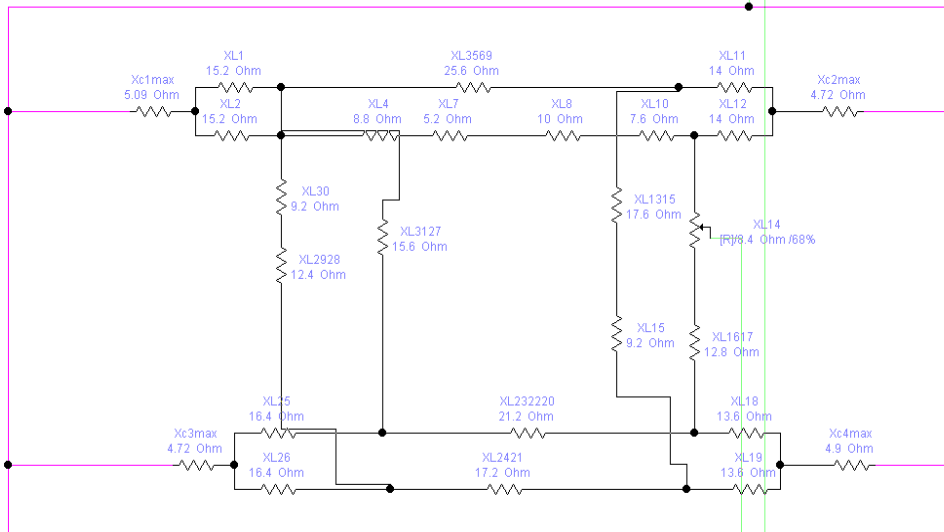 XL1
15.2 Ohm
XL3569
25.6 Ohm
XL11
14 Ohm
Xc1max
5.09 Ohm
Xc2max
4.72 Ohm
XL2
15.2 Ohm
XL4
8.8 Ohm
XL7
5.2 Ohm
XL8
10 Ohm
XL10
7.6 Ohm
XL12
14 Ohm
XL30
9.2 Ohm
XL3127
15.6 Ohm
XL1315
17.6 Ohm
XL14
[R]/8.4 Ohm /68%
XL2928
12.4 Ohm
XL15
9.2 Ohm
XL1617
12.8 Ohm
XL25
16.4 Ohm
XL232220
21.2 Ohm
XL18
13.6 Ohm
Xc3max
4.72 Ohm
Xc4max
4.9 Ohm
XL26
16.4 Ohm
XL2421
17.2 Ohm
XL19
13.6 Ohm